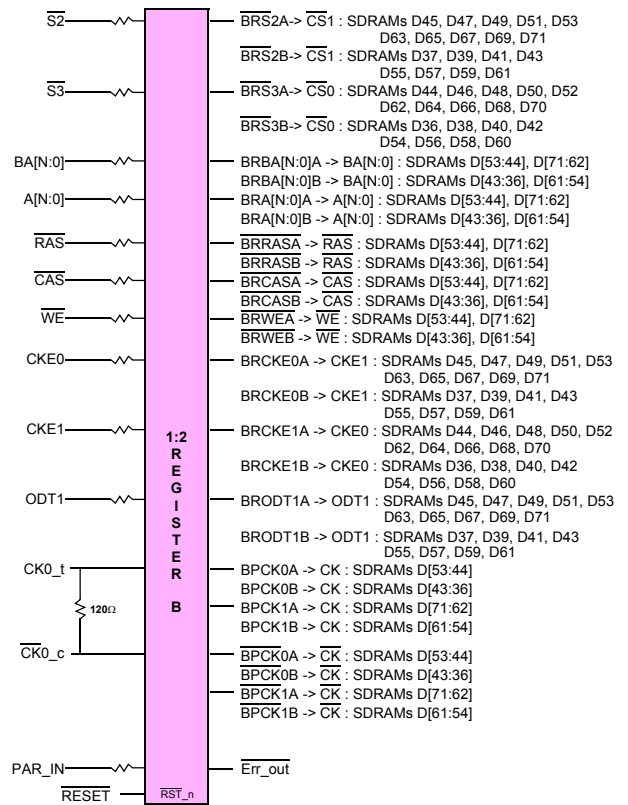 S2
BRS2A-> CS1 : SDRAMs D45, D47, D49, D51, D53
D63, D65, D67, D69, D71
BRS2B-> CS1 : SDRAMs D37, D39, D41, D43
D55, D57, D59, D61
S3
BRS3A-> CS0 : SDRAMs D44, D46, D48, D50, D52
D62, D64, D66, D68, D70
BRS3B-> CS0 : SDRAMs D36, D38, D40, D42
D54, D56, D58, D60
BA[N:0]
BRBA[N:0]A -> BA[N:0] : SDRAMs D[53:44], D[71:62]
BRBA[N:0]B -> BA[N:0] : SDRAMs D[43:36], D[61:54]
A[N:0]
BRA[N:0]A -> A[N:0] : SDRAMs D[53:44], D[71:62]
BRA[N:0]B -> A[N:0] : SDRAMs D[43:36], D[61:54]
RAS
BRRASA -> RAS : SDRAMs D[53:44], D[71:62]
BRRASB -> RAS : SDRAMs D[43:36], D[61:54]
CAS
BRCASA -> CAS : SDRAMs D[53:44], D[71:62]
BRCASB -> CAS : SDRAMs D[43:36], D[61:54]
WE
BRWEA -> WE : SDRAMs D[53:44], D[71:62]
BRWEB -> WE : SDRAMs D[43:36], D[61:54]
CKE0
BRCKE0A -> CKE1 : SDRAMs D45, D47, D49, D51, D53
D63, D65, D67, D69, D71
BRCKE0B -> CKE1 : SDRAMs D37, D39, D41, D43
D55, D57, D59, D61
CKE1
BRCKE1A -> CKE0 : SDRAMs D44, D46, D48, D50, D52
D62, D64, D66, D68, D70
BRCKE1B -> CKE0 : SDRAMs D36, D38, D40, D42
D54, D56, D58, D60
ODT1
BRODT1A -> ODT1 : SDRAMs D45, D47, D49, D51, D53
D63, D65, D67, D69, D71
BRODT1B -> ODT1 : SDRAMs D37, D39, D41, D43
D55, D57, D59, D61
1:2
REGISTER
B
CK0_t
BPCK0A -> CK : SDRAMs D[53:44]
BPCK0B -> CK : SDRAMs D[43:36]
120Ω
BPCK1A -> CK : SDRAMs D[71:62]
BPCK1B -> CK : SDRAMs D[61:54]
CK0_c
BPCK0A -> CK : SDRAMs D[53:44]
BPCK0B -> CK : SDRAMs D[43:36]
BPCK1A -> CK : SDRAMs D[71:62]
BPCK1B -> CK : SDRAMs D[61:54]
PAR_IN
Err_out
RESET
RST_n